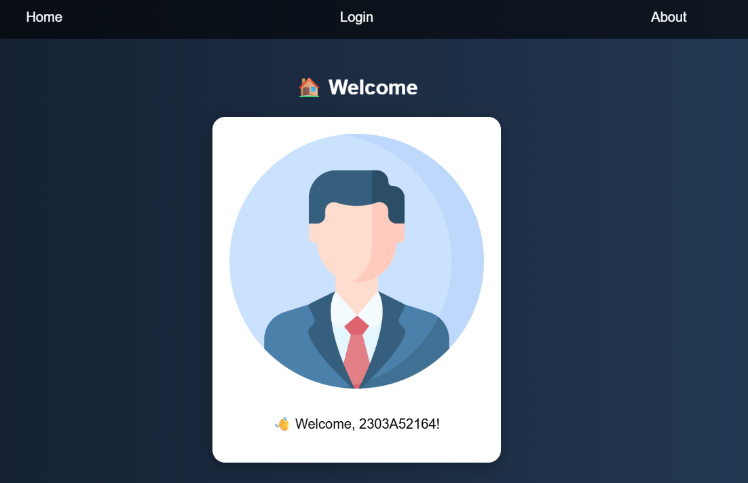 Home Login About
🏠 Welcome
👋 Welcome, 2303A52164!